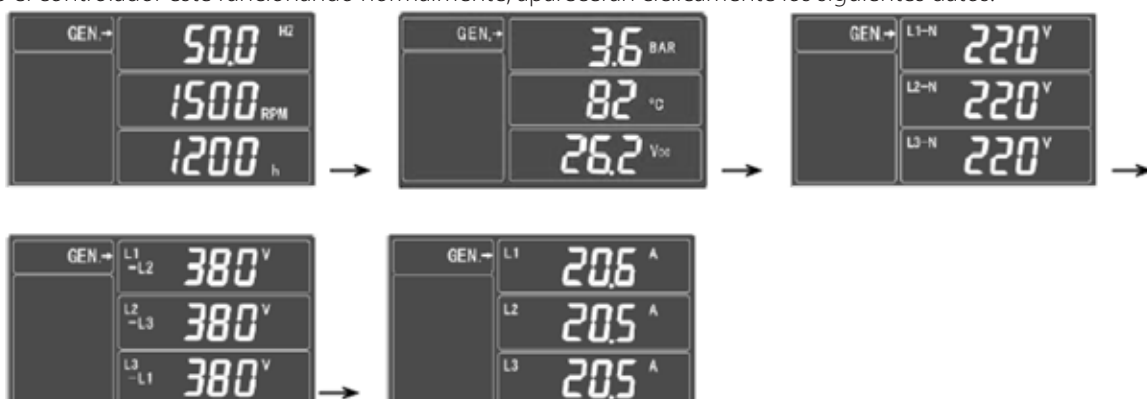 el controlador esté funcionando normalmente, aparecerán cíclicamente los siguientes datos:
GEN.→ 50.0 HZ
1500 RPM
1200 h
→
GEN.→ 3.6 BAR
82 °C
26.2 VDC
→
GEN.→ L1-N 220 V
L2-N 220 V
L3-N 220 V
→
GEN.→ L1-L2 380 V
L2-L3 380 V
L3-L1 380 V
→
GEN.→ L1 20.6 A
L2 20.5 A
L3 20.5 A